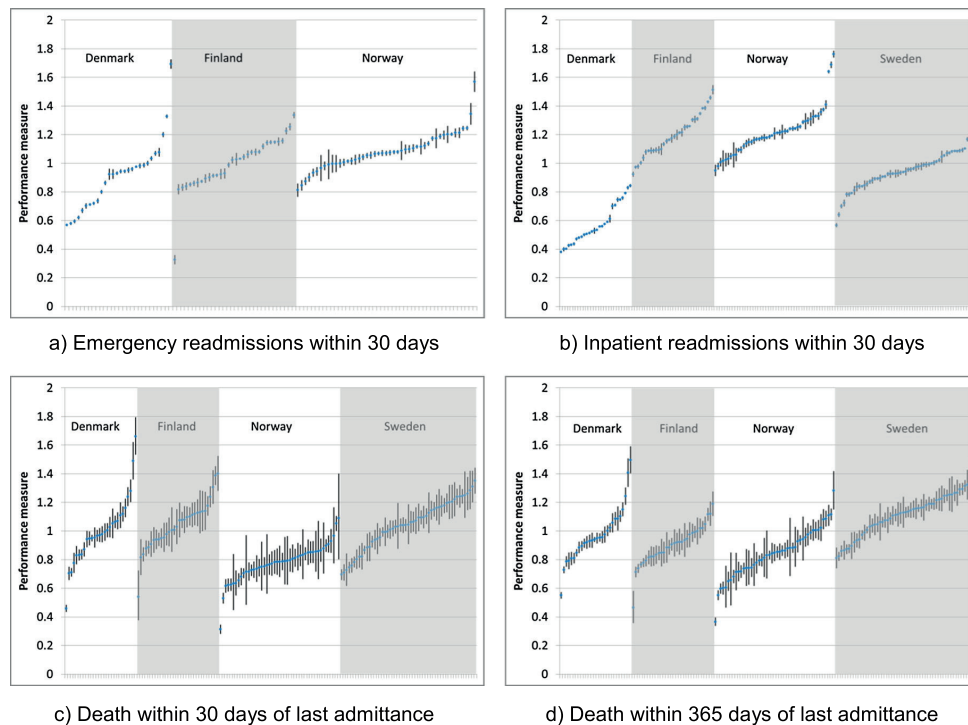 2
1.8
1.6
1.4
1.2
1
0.8
0.6
0.4
0.2
0
Performance measure
Denmark
Finland
Norway
a) Emergency readmissions within 30 days
2
1.8
1.6
1.4
1.2
1
0.8
0.6
0.4
0.2
0
Performance measure
Denmark
Finland
Norway
Sweden
b) Inpatient readmissions within 30 days
2
1.8
1.6
1.4
1.2
1
0.8
0.6
0.4
0.2
0
Performance measure
Denmark
Finland
Norway
Sweden
c) Death within 30 days of last admittance
2
1.8
1.6
1.4
1.2
1
0.8
0.6
0.4
0.2
0
Performance measure
Denmark
Finland
Norway
Sweden
d) Death within 365 days of last admittance